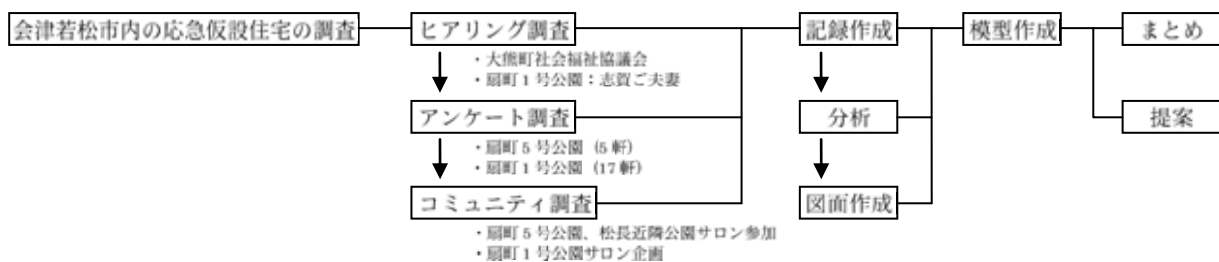 会津若松市内の応急仮設住宅の調査
ヒアリング調査
・大熊町社会福祉協議会
・扇町1号公園：志賀ご夫妻
アンケート調査
・扇町5号公園 (5軒)
・扇町1号公園 (17軒)
コミュニティ調査
・扇町5号公園、松長近隣公園サロン参加
・扇町1号公園サロン企画
記録作成
分析
図面作成
模型作成
まとめ
提案